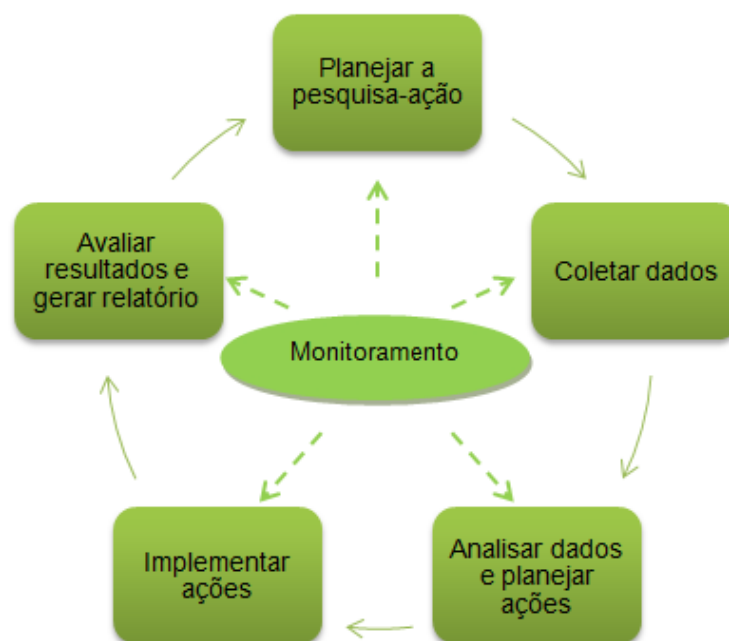 Planejar a
pesquisa-ação
Avaliar
resultados e
gerar relatório
Coletar dados
Monitoramento
Implementar
ações
Analisar dados
e planejar
ações